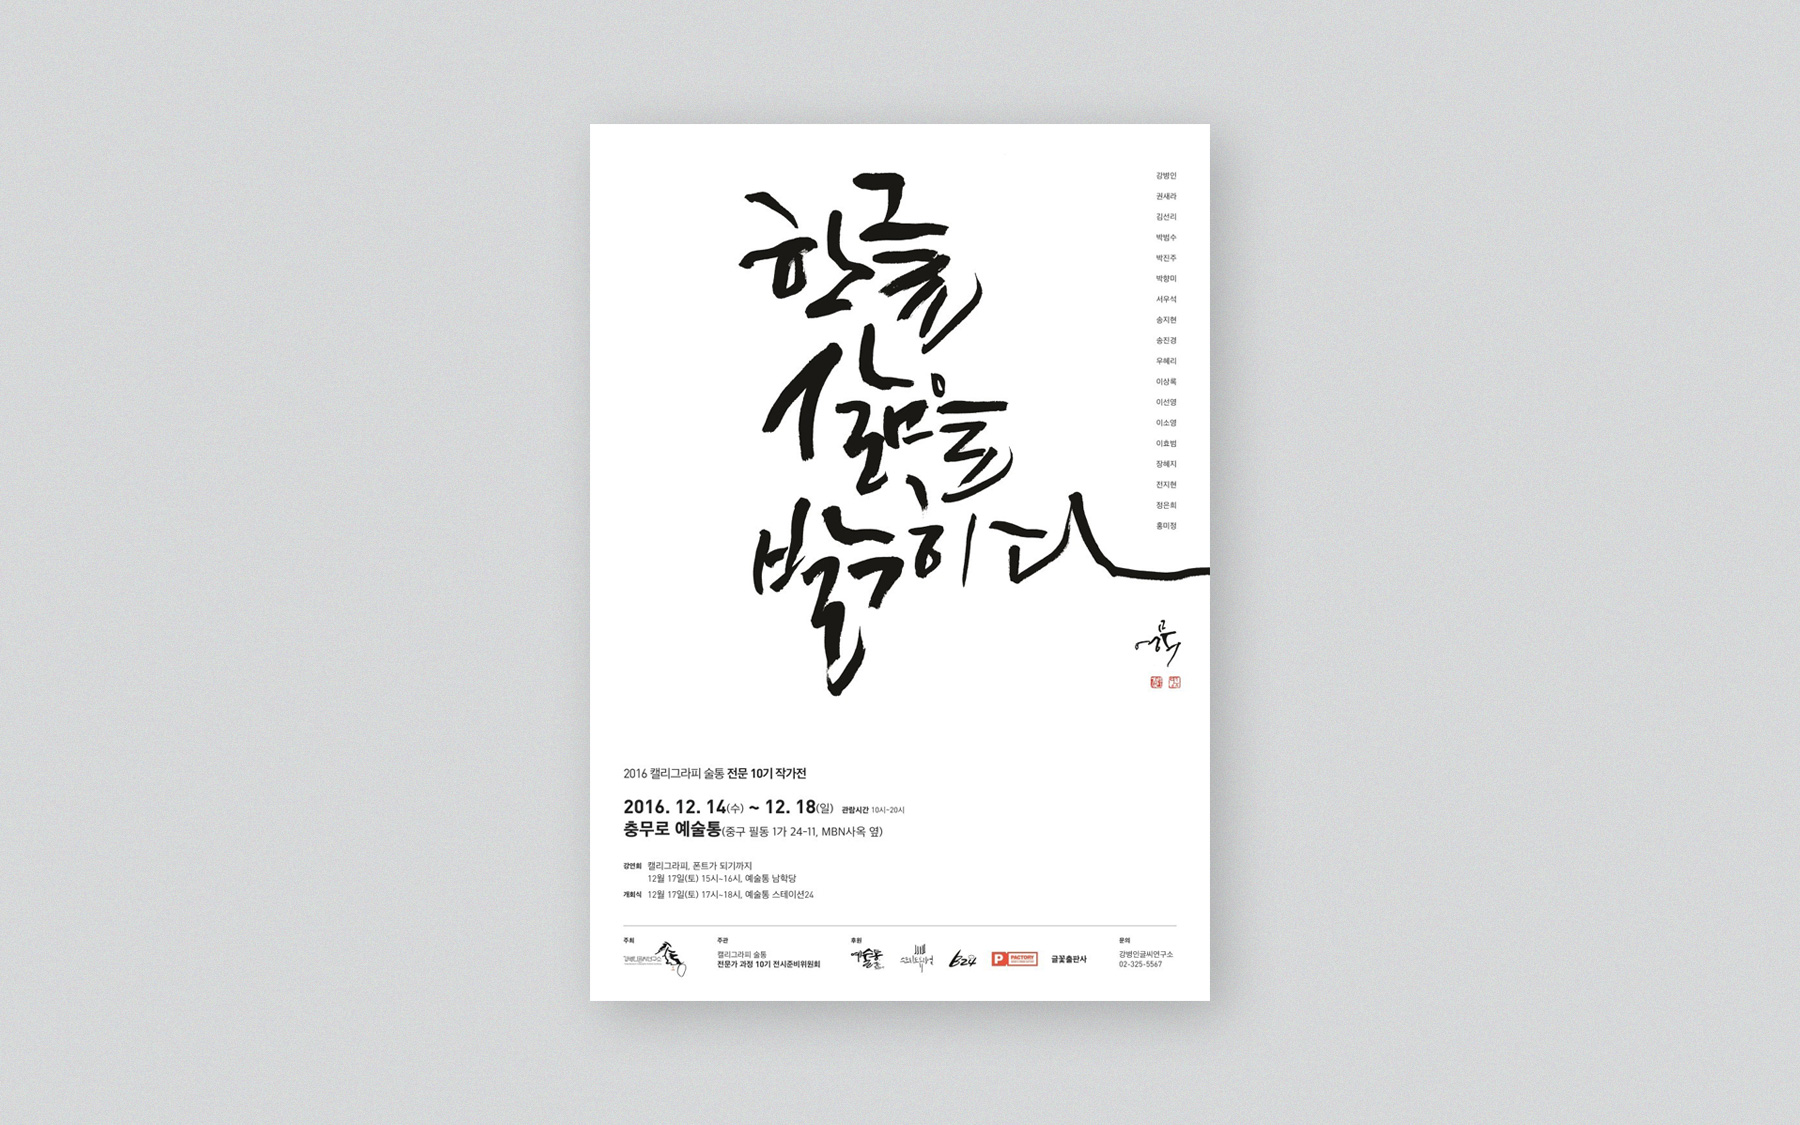 한글
삶을
밝히다
강병인
권새라
김선리
박범수
박진주
박향미
서우석
송지현
송진경
우혜리
이상록
이선영
이소영
이효범
장혜지
전지현
정은희
홍미정
2016 캘리그라피 술통 전문 10기 작가전
2016. 12. 14(수) ~ 12. 18(일) 관람시간 10시~20시
충무로 예술통(중구 필동 1가 24-11, MBN사옥 옆)
강연회 캘리그라피, 폰트가 되기까지
12월 17일(토) 15시~16시, 예술통 남학당
개회식 12월 17일(토) 17시~18시, 예술통 스테이션24
주최
주관
캘리그라피 술통
전문가 과정 10기 전시준비위원회
후원
예술통
P FACTORY
글꽃출판사
문의
강병인글씨연구소
02-325-5567